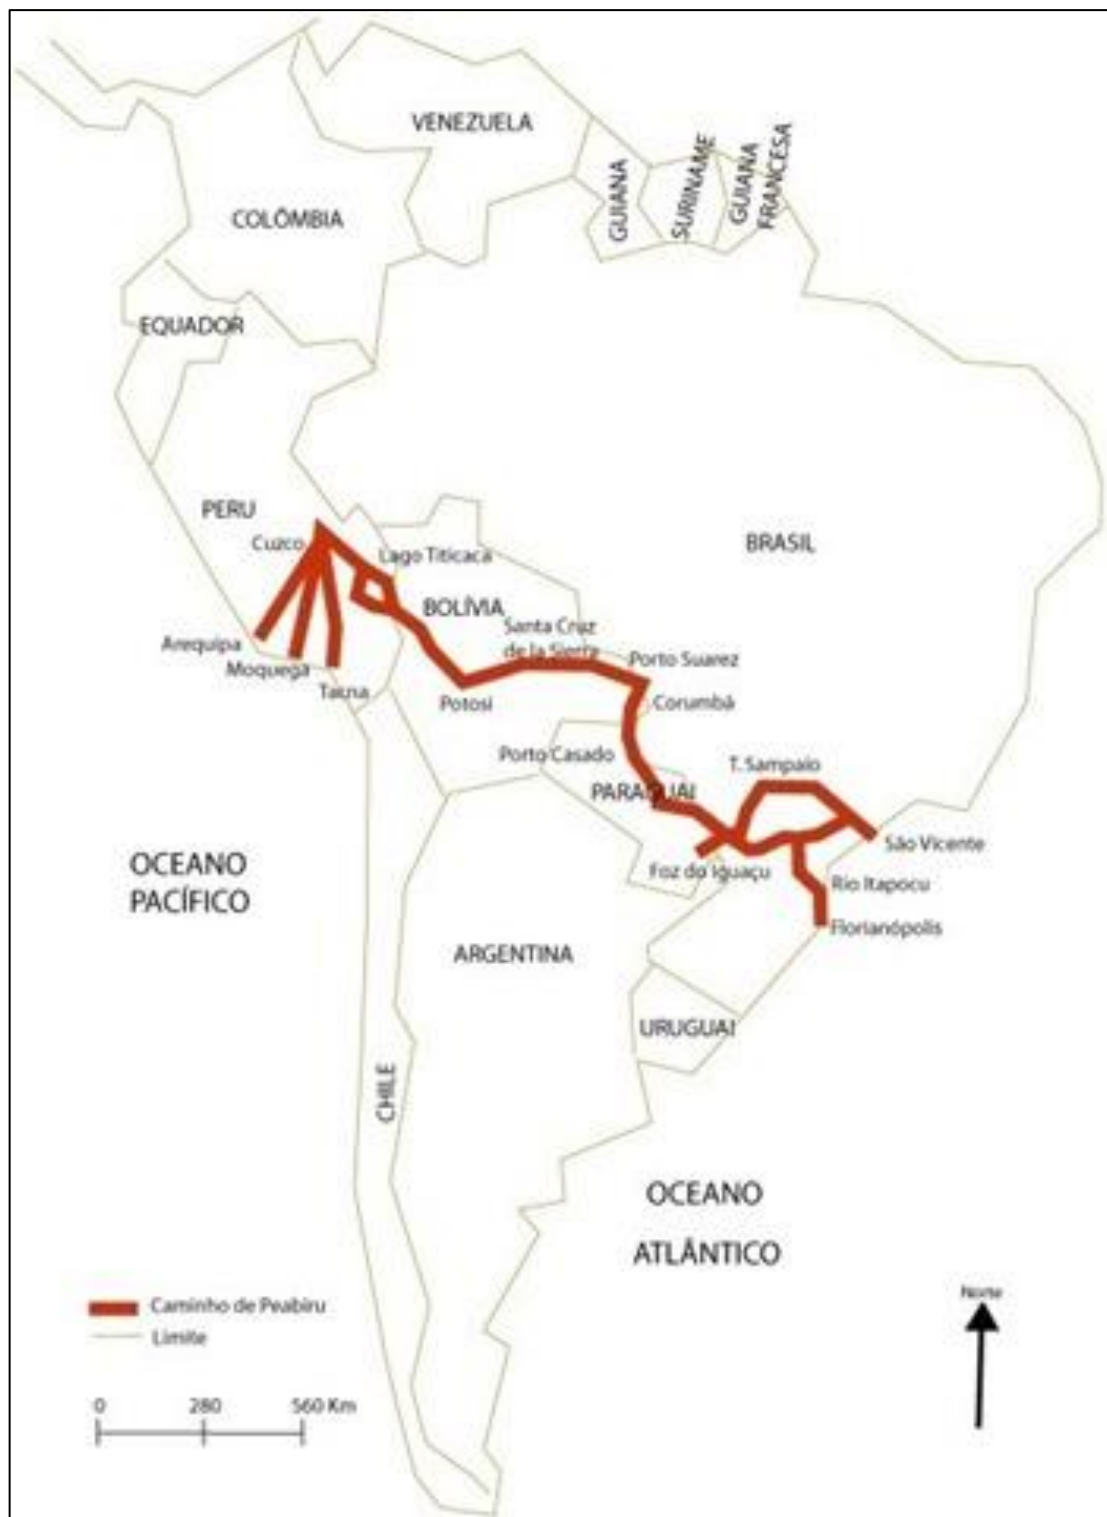 VENEZUELA
GUIANA
SURINAME
GUIANA
FRANCESA
COLÔMBIA
EQUADOR
PERU
Cuzco
Lago Titicaca
BRASIL
BOLÍVIA
Santa Cruz
de la Sierra
Arequipa
Moquega
Tacna
Porto Suarez
Potosi
Corumbá
Porto Casado
T. Sampaio
PARAGUAI
São Vicente
OCEANO
PACÍFICO
Foz do Iguaçu
Rio Itapocu
Florianópolis
ARGENTINA
URUGUAI
CHILE
OCEANO
ATLÂNTICO
Norte
Caminho de Peabiru
Limite
0 280 560 Km